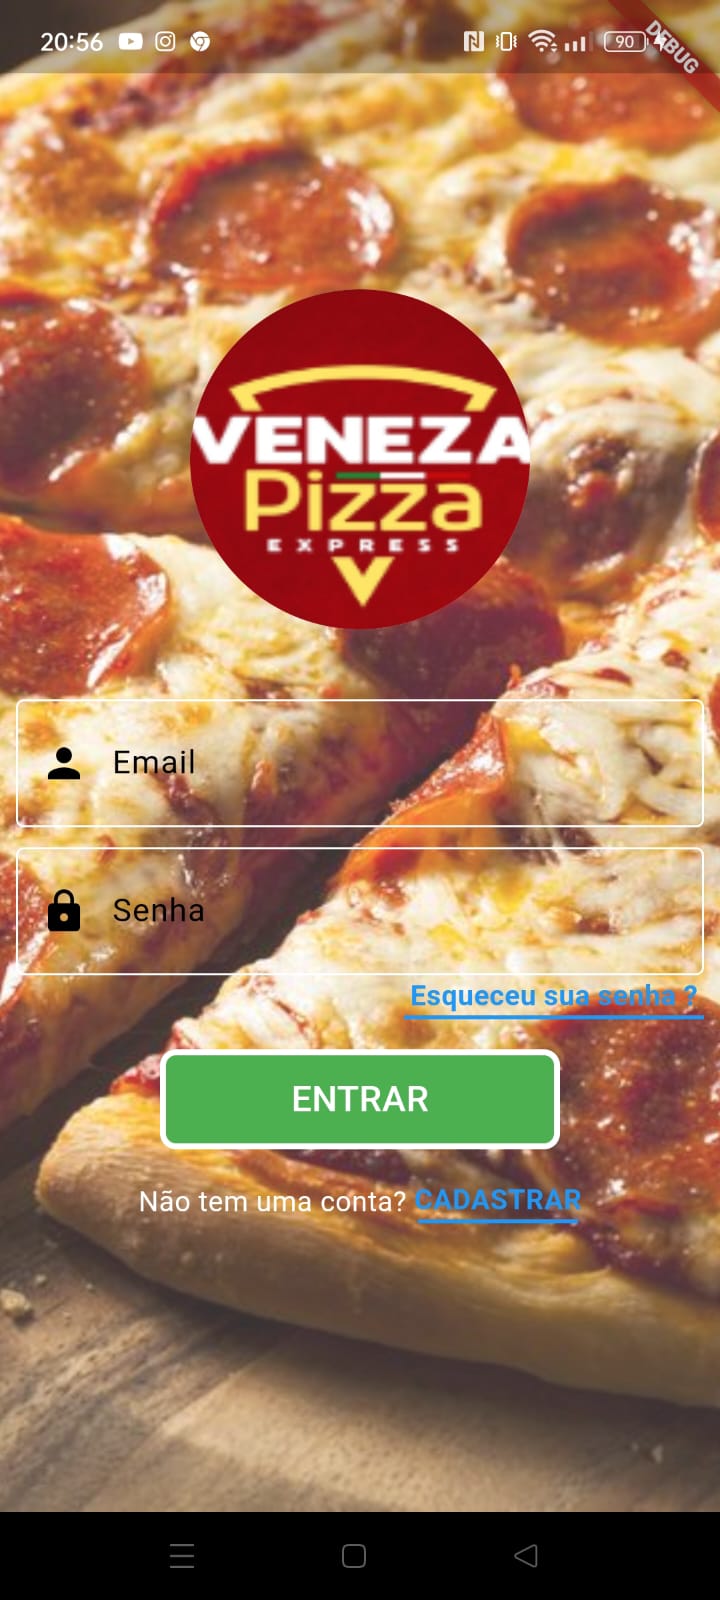 20:56
90
DEBUG
VENEZA
Pizza
EXPRESS
Email
Senha
Esqueceu sua senha ?
ENTRAR
Não tem uma conta? CADASTRAR